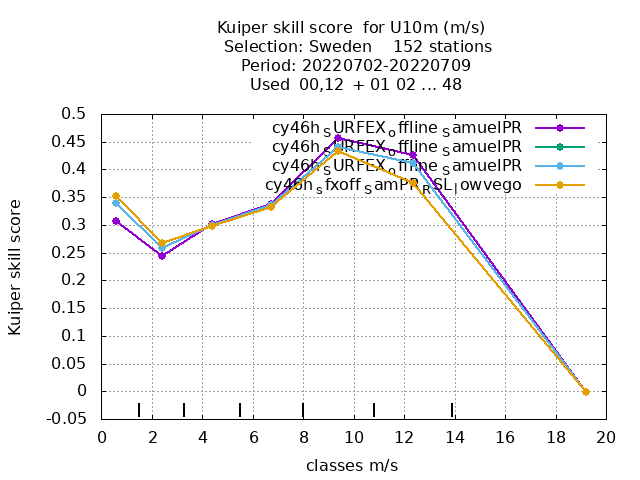 Kuiper skill score  for U10m (m/s)
Selection: Sweden    152 stations
Period: 20220702-20220709
Used  00,12  + 01 02 ... 48
cy46h_SURFEX_offline_SamuelPR
cy46h_SURFEX_offline_SamuelPR
cy46h_SURFEX_offline_SamuelPR
cy46h_sfxoff_SamPR_RSL_lowvego
Kuiper skill score
0.5
0.45
0.4
0.35
0.3
0.25
0.2
0.15
0.1
0.05
0
-0.05
0 2 4 6 8 10 12 14 16 18 20
classes m/s